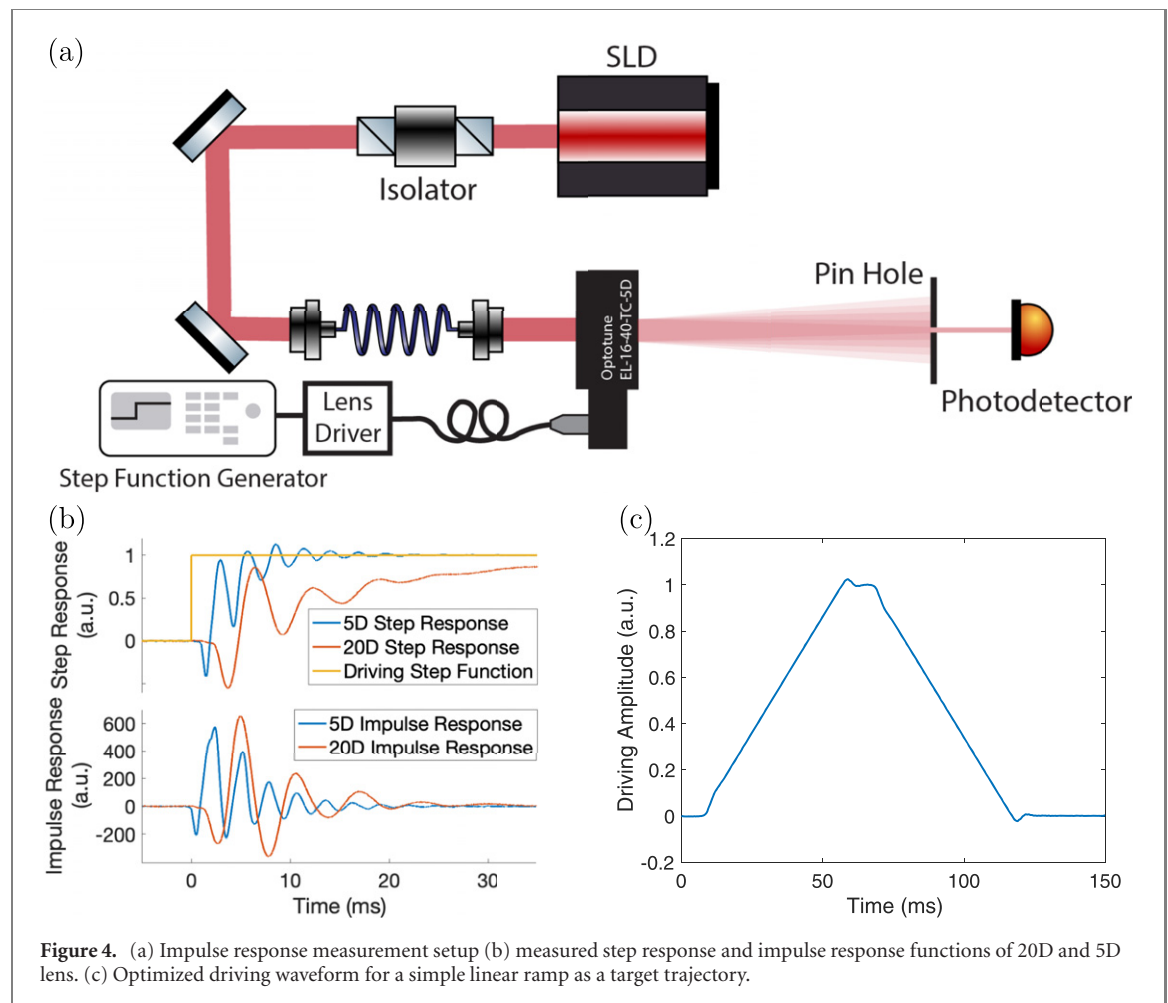 (a)
SLD
Isolator
Pin Hole
Optotune
EL-16-40-TC-5D
Photodetector
Lens
Driver
Step Function Generator
(b)
Step Response
(a.u.)
1
0.5
0
5D Step Response
20D Step Response
Driving Step Function
Impulse Response
(a.u.)
600
400
200
0
-200
5D Impulse Response
20D Impulse Response
0
10
20
30
Time (ms)
(c)
Driving Amplitude (a.u.)
1.2
1
0.8
0.6
0.4
0.2
0
-0.2
0
50
100
150
Time (ms)
Figure 4. (a) Impulse response measurement setup (b) measured step response and impulse response functions of 20D and 5D
lens. (c) Optimized driving waveform for a simple linear ramp as a target trajectory.